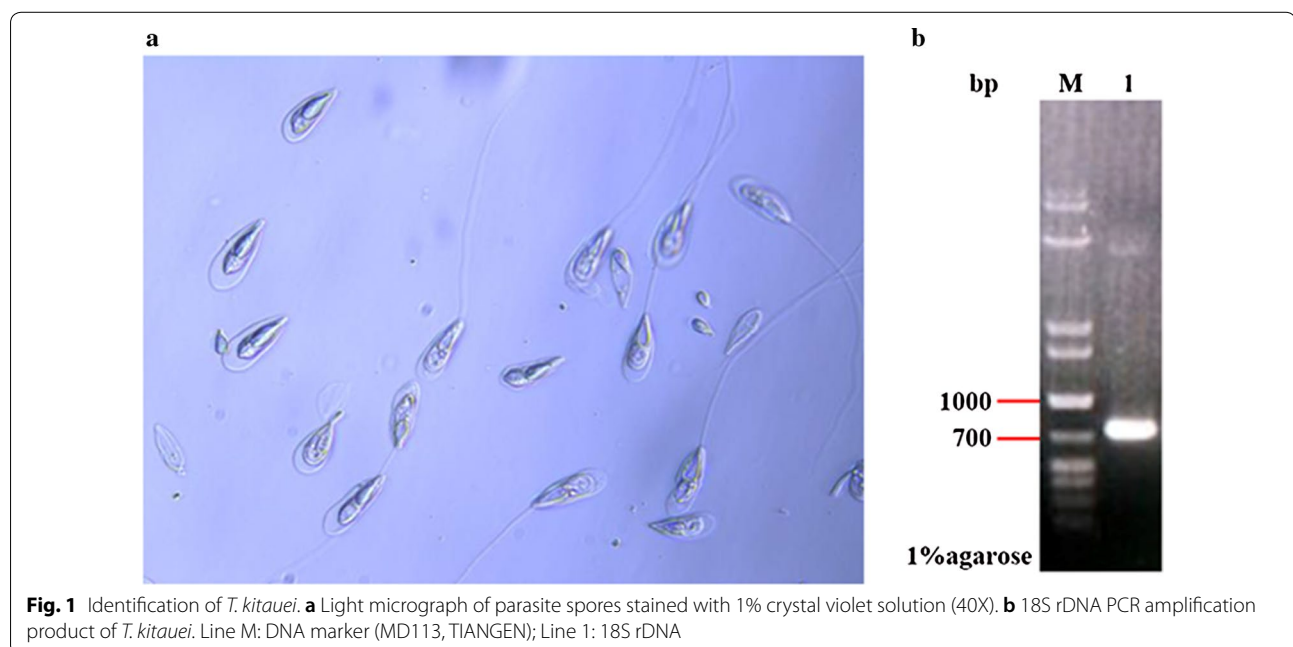 a
b
bp M 1
1000
700
1%agarose
Fig. 1 Identification of T. kitauei. a Light micrograph of parasite spores stained with 1% crystal violet solution (40X). b 18S rDNA PCR amplification
product of T. kitauei. Line M: DNA marker (MD113, TIANGEN); Line 1: 18S rDNA